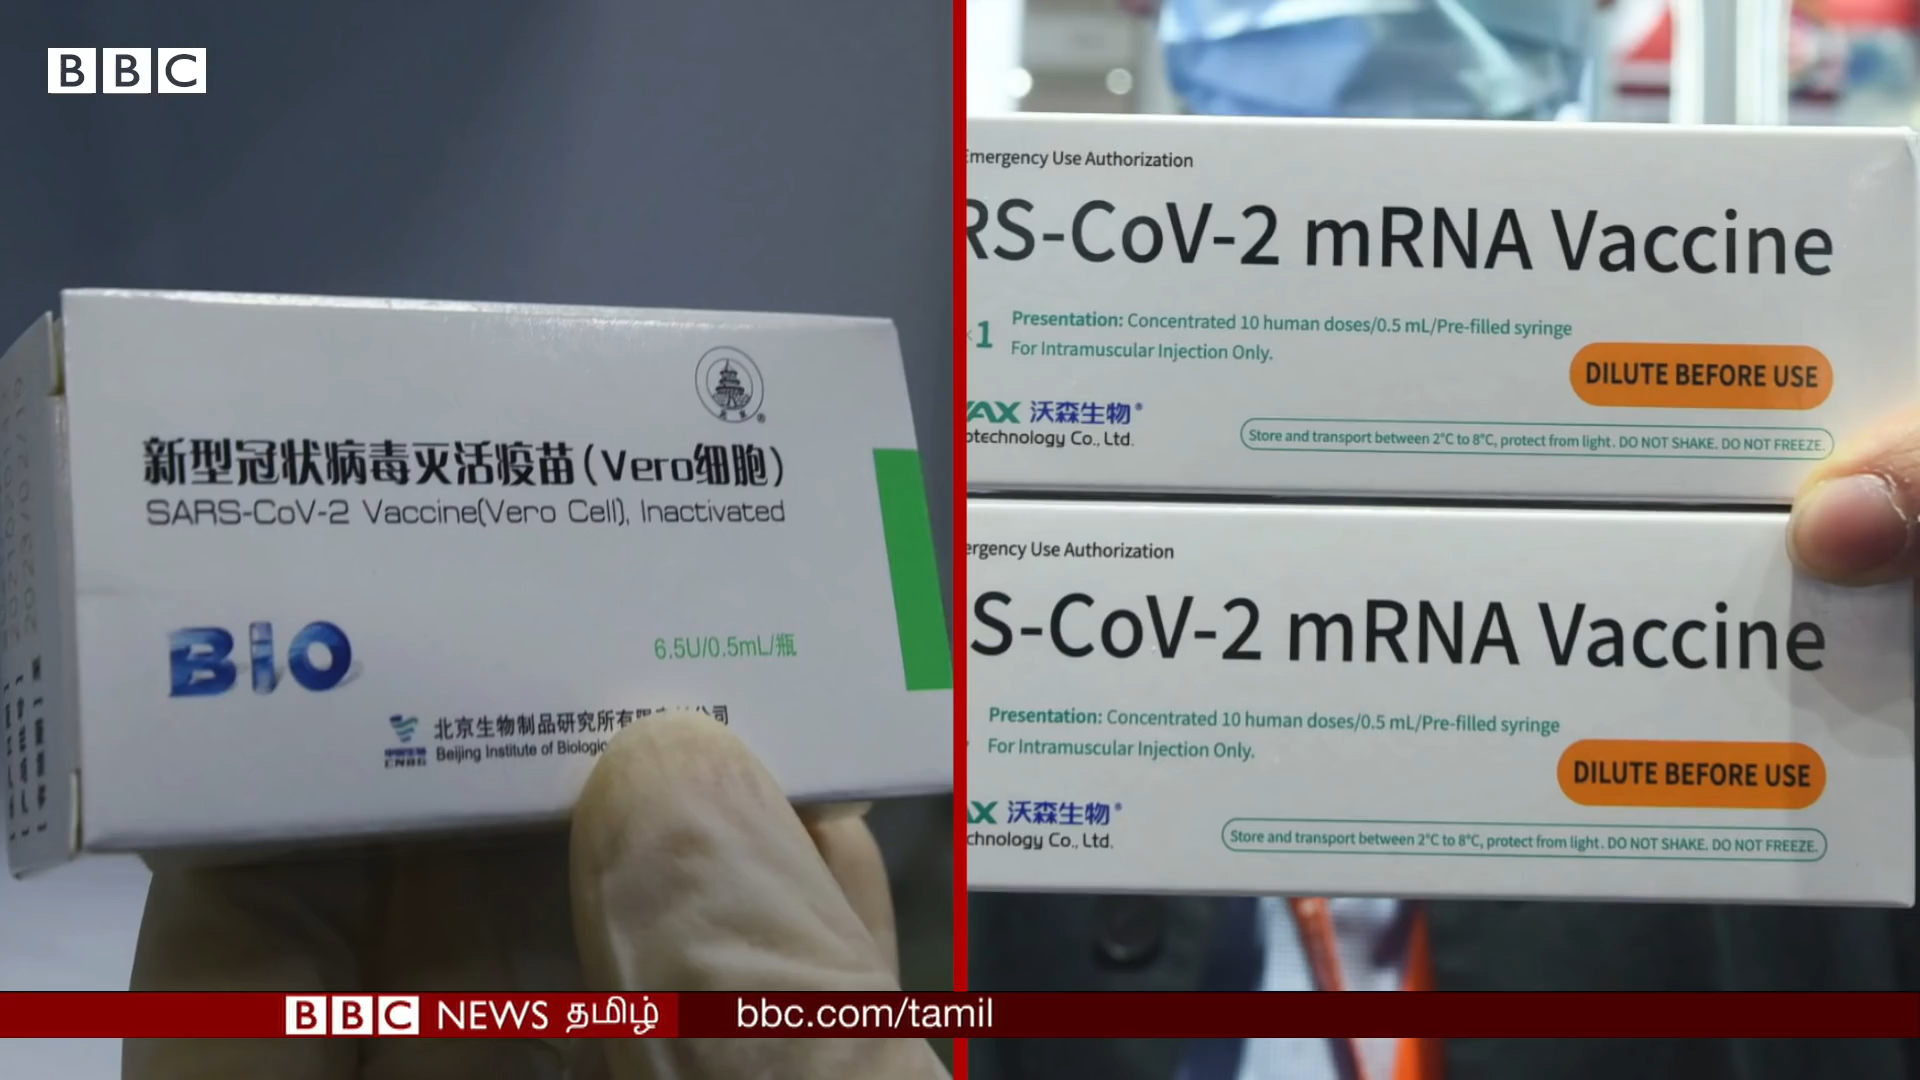 BBC
新型冠状病毒灭活疫苗(Vero细胞)
SARS-CoV-2 Vaccine(Vero Cell), Inactivated
BIO
6.5U/0.5mL/瓶
北京生物制品研究所有
CNBG
Beijing Institute of
Emergency Use Authorization
RS-CoV-2 mRNA Vaccine
1
Presentation: Concentrated 10 human doses/0.5 mL/Pre-filled syringe
For Intramuscular Injection Only.
DILUTE BEFORE USE
AX 沃森生物®
otechnology Co., Ltd.
Store and transport between 2°C to 8°C, protect from light. DO NOT SHAKE. DO NOT FREEZE.
ergency Use Authorization
S-CoV-2 mRNA Vaccine
Presentation: Concentrated 10 human doses/0.5 mL/Pre-filled syringe
For Intramuscular Injection Only.
DILUTE BEFORE USE
X 沃森生物®
chnology Co., Ltd.
Store and transport between 2°C to 8°C, protect from light. DO NOT SHAKE. DO NOT FREEZE.
BBC NEWS தமிழ் bbc.com/tamil